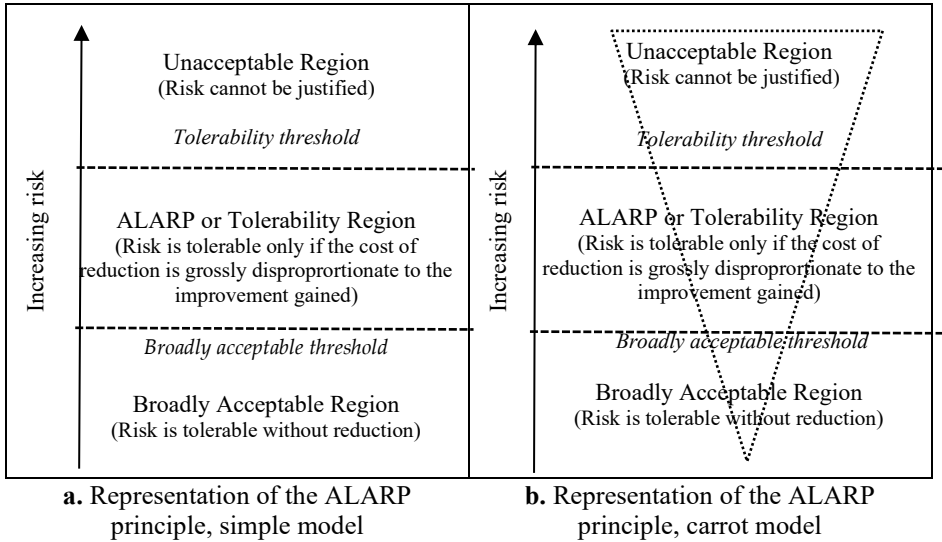 Increasing risk
Unacceptable Region
(Risk cannot be justified)
Tolerability threshold
ALARP or Tolerability Region
(Risk is tolerable only if the cost of
reduction is grossly disproprotionate to the
improvement gained)
Broadly acceptable threshold
Broadly Acceptable Region
(Risk is tolerable without reduction)
a. Representation of the ALARP
principle, simple model
Increasing risk
Unacceptable Region
(Risk cannot be justified)
Tolerability threshold
ALARP or Tolerability Region
(Risk is tolerable only if the cost of
reduction is grossly disproprotionate to the
improvement gained)
Broadly acceptable threshold
Broadly Acceptable Region
(Risk is tolerable without reduction)
b. Representation of the ALARP
principle, carrot model